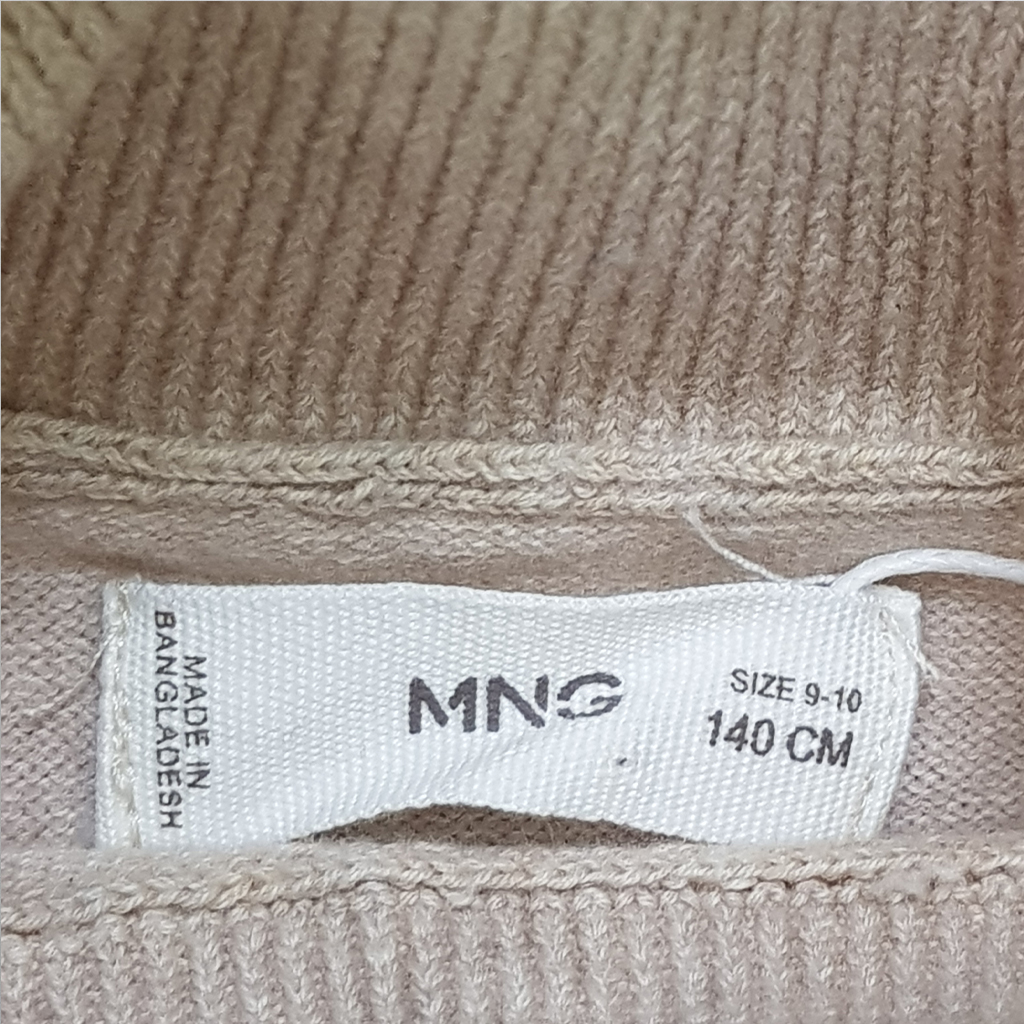 MADE IN
BANGLADESH
MNG
SIZE 9-10
140 CM